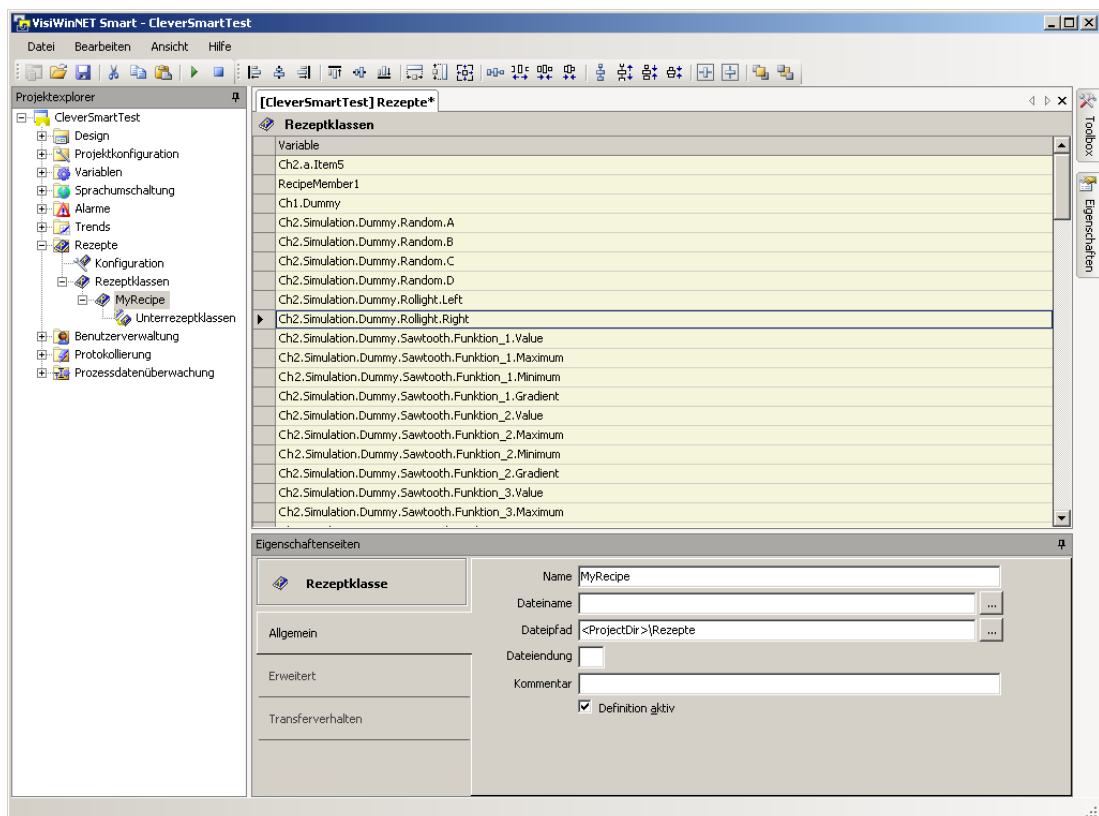 VisiWinNET Smart - CleverSmartTest
Datei Bearbeiten Ansicht Hilfe
Projektexplorer
CleverSmartTest
Design
Projektkonfiguration
Variablen
Sprachumschaltung
Alarme
Trends
Rezepte
Konfiguration
Rezeptklassen
MyRecipe
Unterrezeptklassen
Benutzerverwaltung
Protokollierung
Prozessdatenüberwachung
[CleverSmartTest] Rezepte*
Rezeptklassen
Variable
Ch2.a.Item5
RecipeMember1
Ch1.Dummy
Ch2.Simulation.Dummy.Random.A
Ch2.Simulation.Dummy.Random.B
Ch2.Simulation.Dummy.Random.C
Ch2.Simulation.Dummy.Random.D
Ch2.Simulation.Dummy.Rollight.Left
Ch2.Simulation.Dummy.Rollight.Right
Ch2.Simulation.Dummy.Sawtooth.Funktion_1.Value
Ch2.Simulation.Dummy.Sawtooth.Funktion_1.Maximum
Ch2.Simulation.Dummy.Sawtooth.Funktion_1.Minimum
Ch2.Simulation.Dummy.Sawtooth.Funktion_1.Gradient
Ch2.Simulation.Dummy.Sawtooth.Funktion_2.Value
Ch2.Simulation.Dummy.Sawtooth.Funktion_2.Maximum
Ch2.Simulation.Dummy.Sawtooth.Funktion_2.Minimum
Ch2.Simulation.Dummy.Sawtooth.Funktion_2.Gradient
Ch2.Simulation.Dummy.Sawtooth.Funktion_3.Value
Ch2.Simulation.Dummy.Sawtooth.Funktion_3.Maximum
Toolbox
Eigenschaften
Eigenschaftenseiten
Rezeptklasse
Allgemein
Erweitert
Transferverhalten
Name MyRecipe
Dateiname ...
Dateipfad <ProjectDir>\Rezepte ...
Dateiendung
Kommentar
Definition aktiv